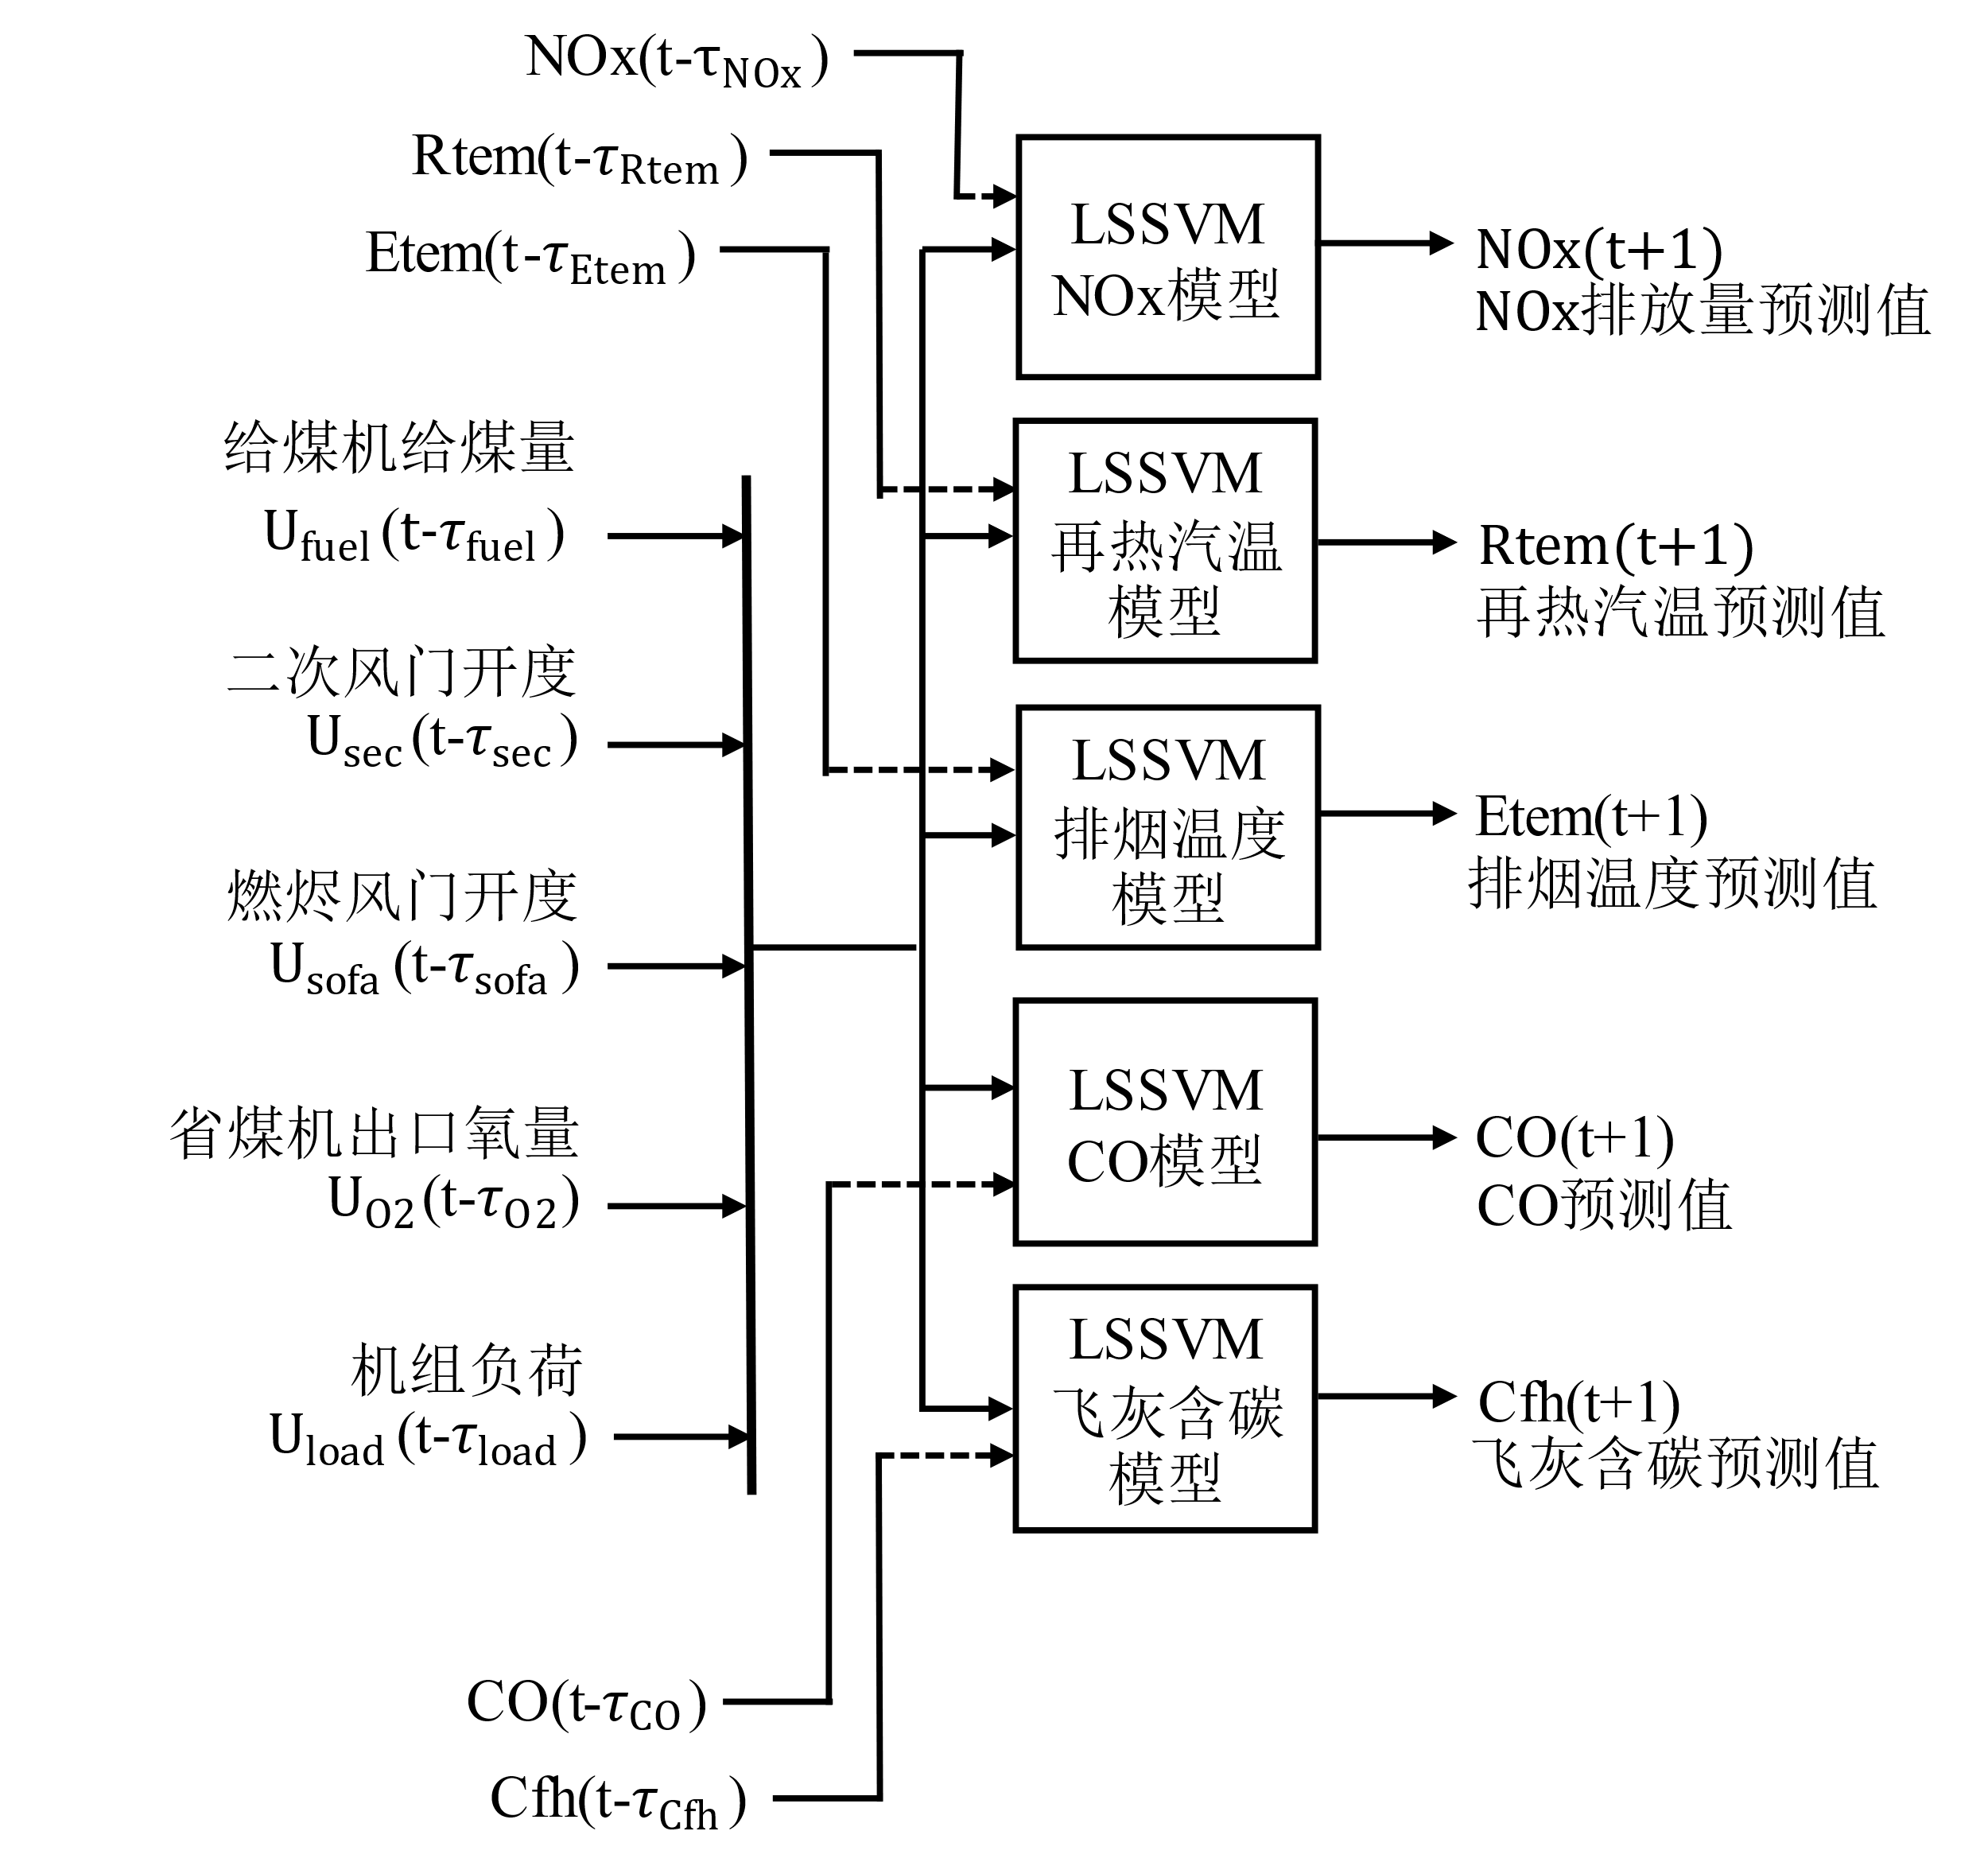 NOx(t-τNOx)
Rtem(t-τRtem)
Etem(t-τEtem)
给煤机给煤量
Ufuel(t-τfuel)
二次风门开度
Usec(t-τsec)
燃烬风门开度
Usofa(t-τsofa)
省煤机出口氧量
UO2(t-τO2)
机组负荷
Uload(t-τload)
CO(t-τCO)
Cfh(t-τCfh)
LSSVM
NOx模型
LSSVM
再热汽温
模型
LSSVM
排烟温度
模型
LSSVM
CO模型
LSSVM
飞灰含碳
模型
NOx(t+1)
NOx排放量预测值
Rtem(t+1)
再热汽温预测值
Etem(t+1)
排烟温度预测值
CO(t+1)
CO预测值
Cfh(t+1)
飞灰含碳预测值